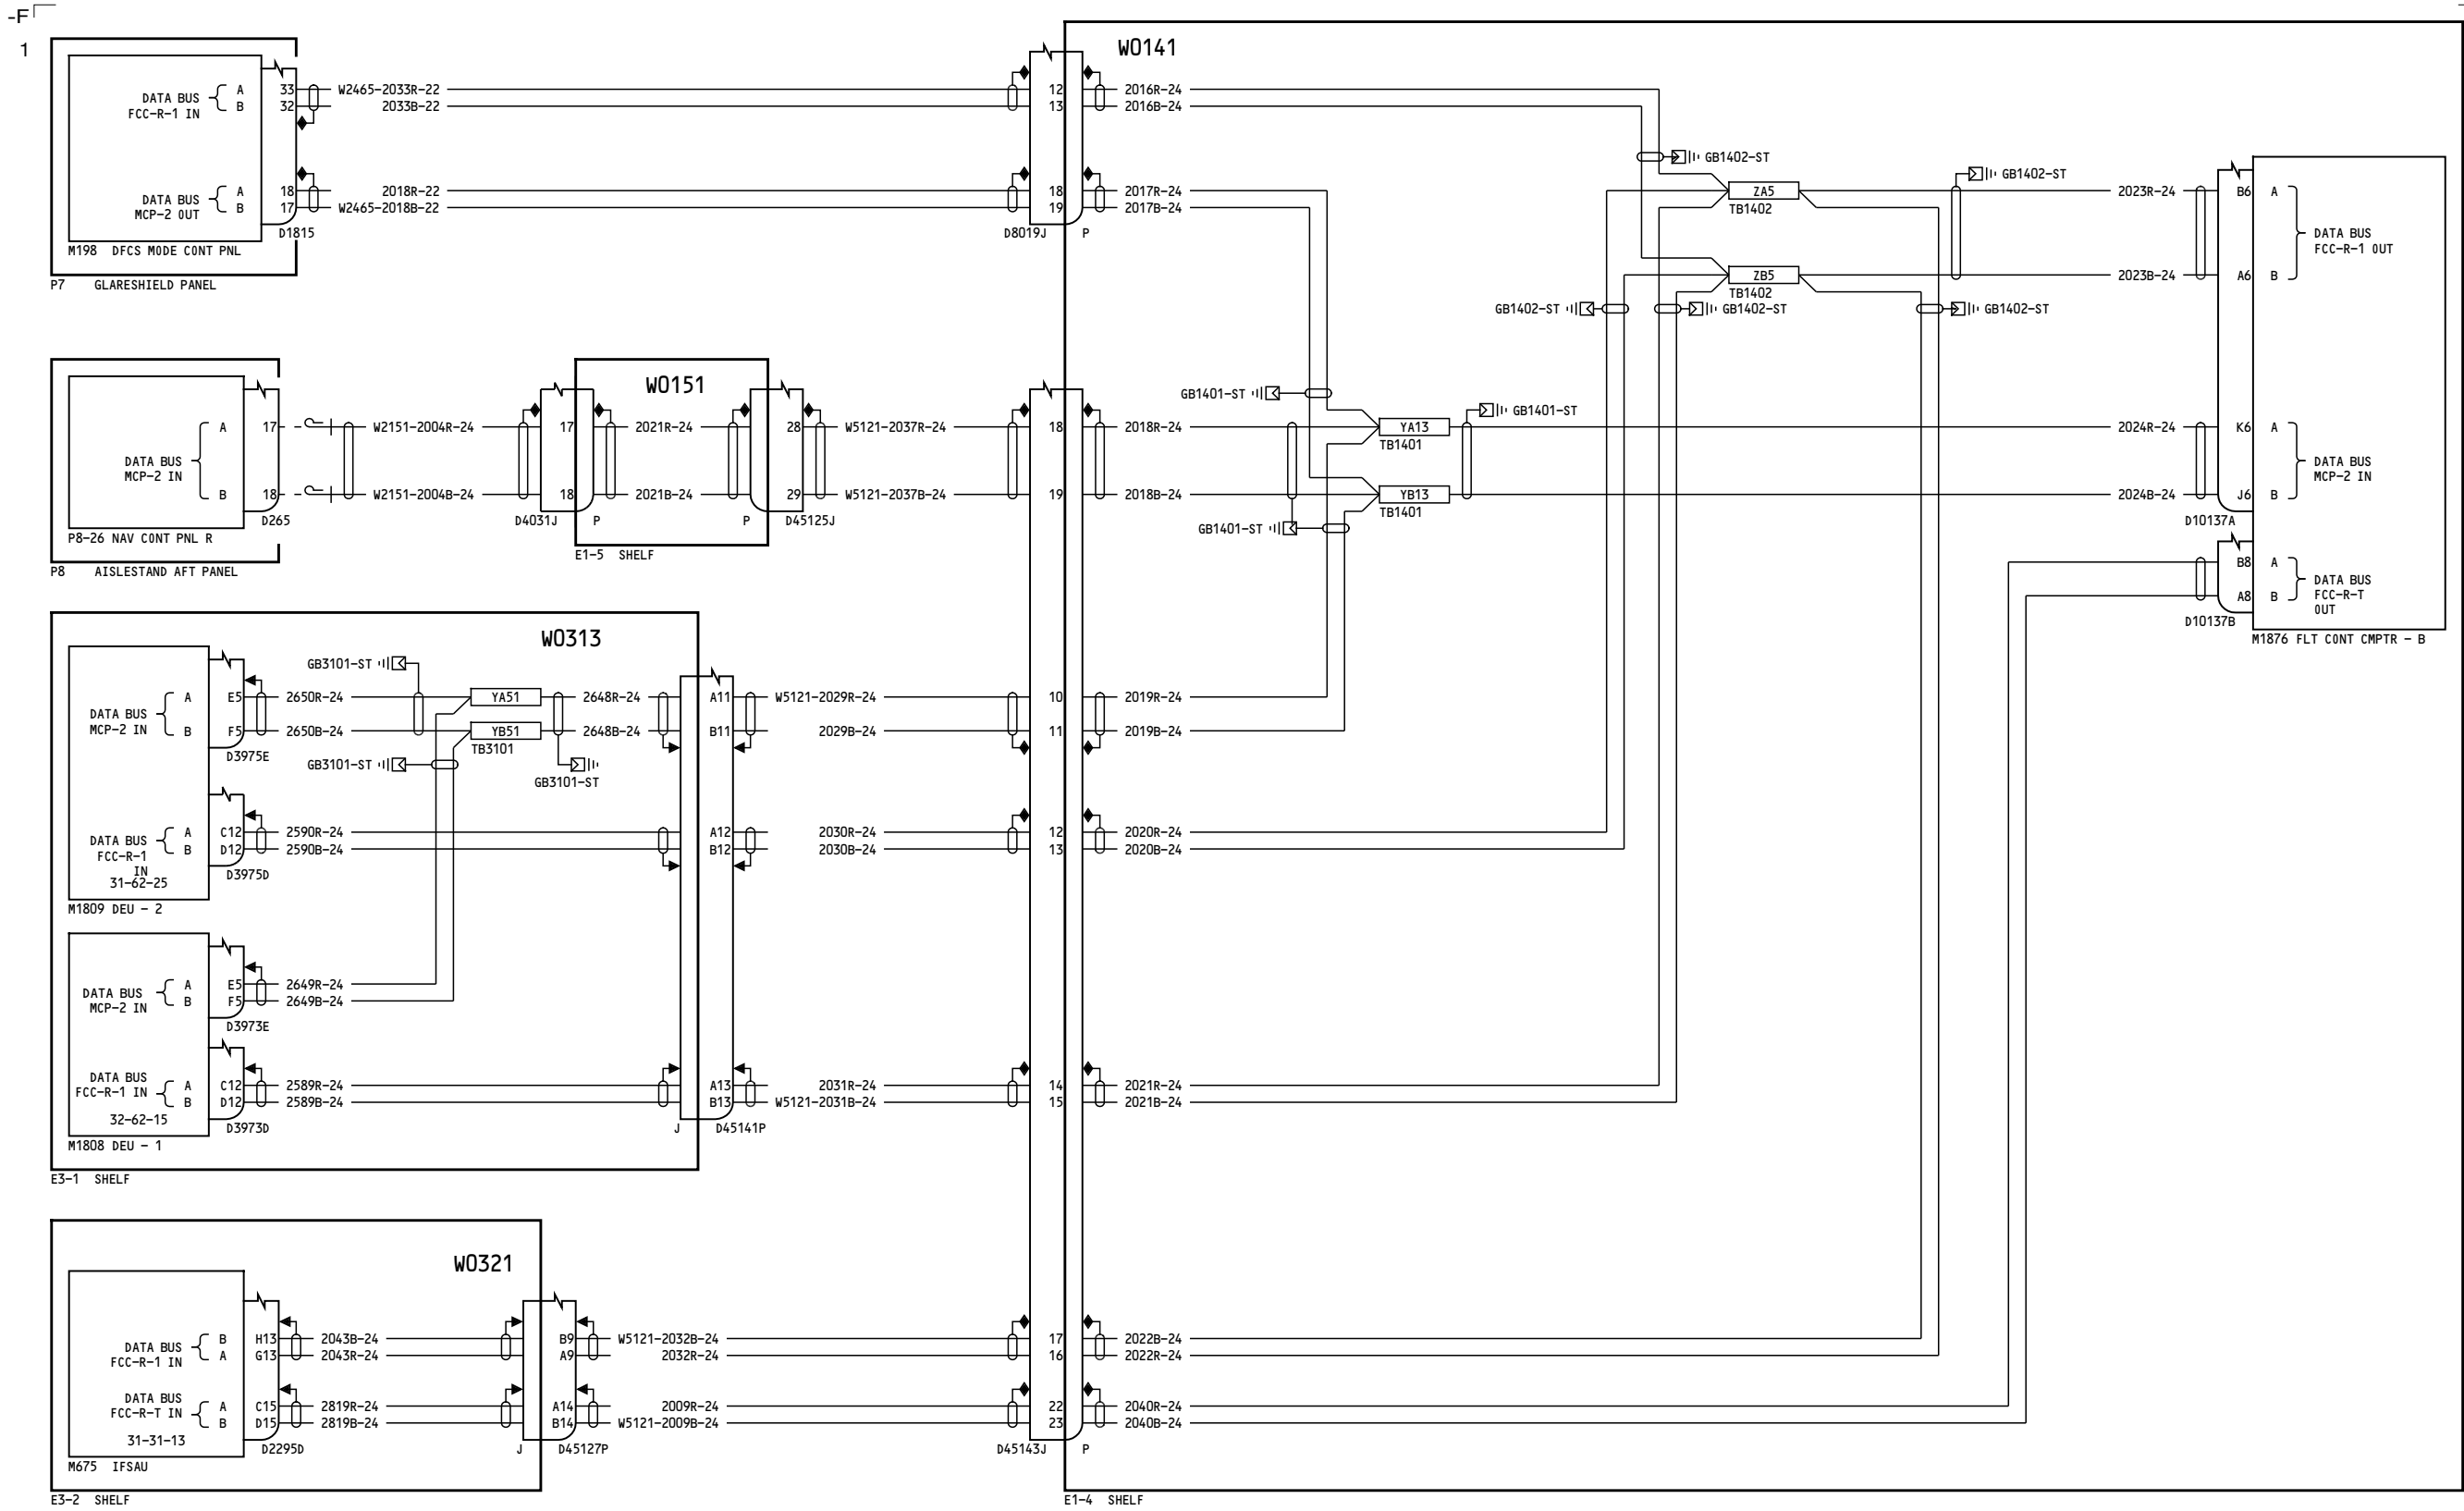 -F
1
WO141
DATA BUS
FCC-R-1 IN
A 33 W2465-2033R-22 12 2016R-24
B 32 2033B-22 13 2016B-24
DATA BUS
MCP-2 OUT
A 18 2018R-22 18 2017R-24
B 17 W2465-2018B-22 19 2017B-24
D1815 D8019J P
M198 DFCS MODE CONT PNL
P7 GLARESHIELD PANEL
GB1402-ST
GB1402-ST
ZA5
TB1402
2023R-24 B6 A
ZB5
TB1402
2023B-24 A6 B
DATA BUS
FCC-R-1 OUT
GB1402-ST GB1402-ST GB1402-ST
WO151
GB1401-ST
GB1401-ST
A 17 W2151-2004R-24 17 2021R-24 28 W5121-2037R-24 18 2018R-24 YA13 2024R-24 K6 A
TB1401
DATA BUS
MCP-2 IN
DATA BUS
MCP-2 IN
B 18 W2151-2004B-24 18 2021B-24 29 W5121-2037B-24 19 2018B-24 YB13 2024B-24 J6 B
TB1401
D265 D4031J P P D45125J D10137A
GB1401-ST
P8-26 NAV CONT PNL R
E1-5 SHELF
P8 AISLESTAND AFT PANEL
B8 A
A8 B
DATA BUS
FCC-R-T
OUT
D10137B
M1876 FLT CONT CMPTR - B
WO313
GB3101-ST
DATA BUS
MCP-2 IN
A E5 2650R-24 YA51 2648R-24 A11 W5121-2029R-24 10 2019R-24
B F5 2650B-24 YB51 2648B-24 B11 2029B-24 11 2019B-24
TB3101
D3975E
GB3101-ST
GB3101-ST
DATA BUS
FCC-R-1
IN
A C12 2590R-24 A12 2030R-24 12 2020R-24
B D12 2590B-24 B12 2030B-24 13 2020B-24
31-62-25
D3975D
M1809 DEU - 2
DATA BUS
MCP-2 IN
A E5 2649R-24
B F5 2649B-24
D3973E
DATA BUS
FCC-R-1 IN
A C12 2589R-24 A13 2031R-24 14 2021R-24
B D12 2589B-24 B13 W5121-2031B-24 15 2021B-24
32-62-15
D3973D J D45141P
M1808 DEU - 1
E3-1 SHELF
WO321
DATA BUS
FCC-R-1 IN
B H13 2043B-24 B9 W5121-2032B-24 17 2022B-24
A G13 2043R-24 A9 2032R-24 16 2022R-24
DATA BUS
FCC-R-T IN
A C15 2819R-24 A14 2009R-24 22 2040R-24
B D15 2819B-24 B14 W5121-2009B-24 23 2040B-24
31-31-13
D2295D J D45127P D45143J P
M675 IFSAU
E3-2 SHELF
E1-4 SHELF